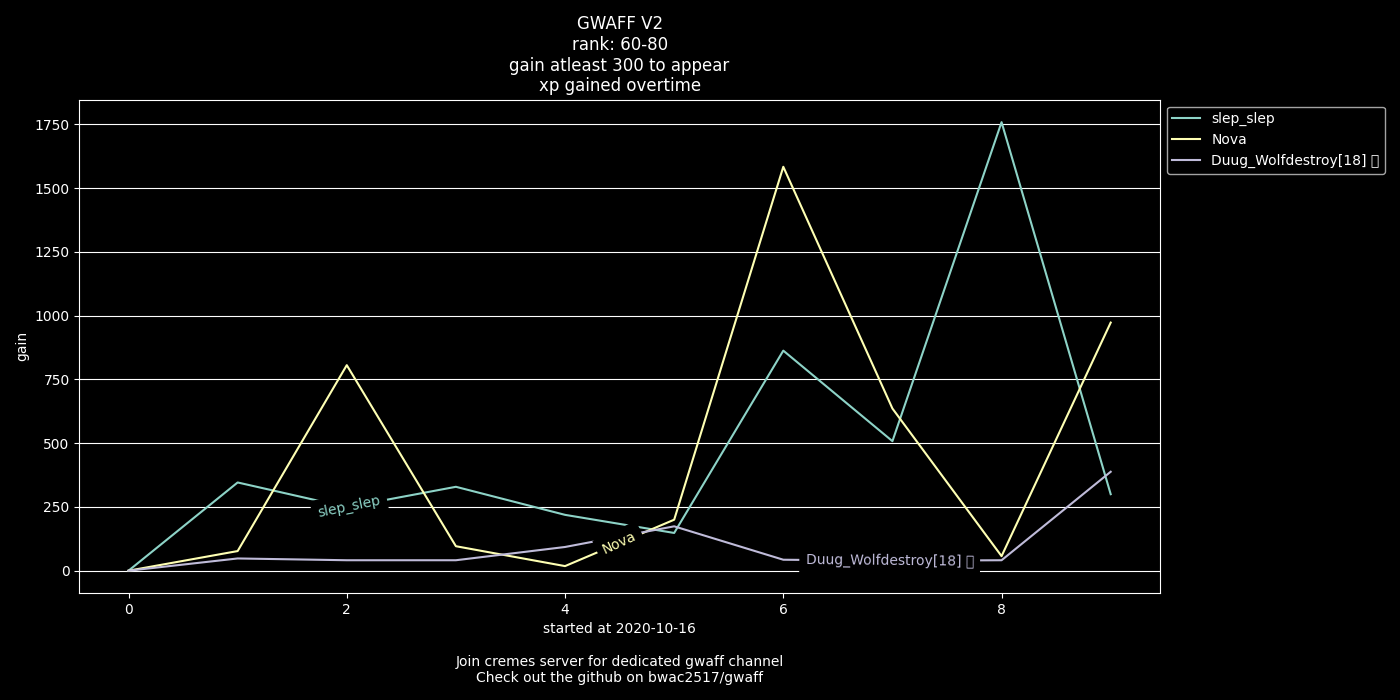 GWAFF V2
rank: 60-80
gain atleast 300 to appear
xp gained overtime
1750
1500
1250
1000
750
500
250
0
gain
slep_slep
Nova
Duug_Wolfdestroy[18]
0
2
4
6
8
started at 2020-10-16
slep_slep
Nova
Duug_Wolfdestroy[18]
Join cremes server for dedicated gwaff channel
Check out the github on bwac2517/gwaff